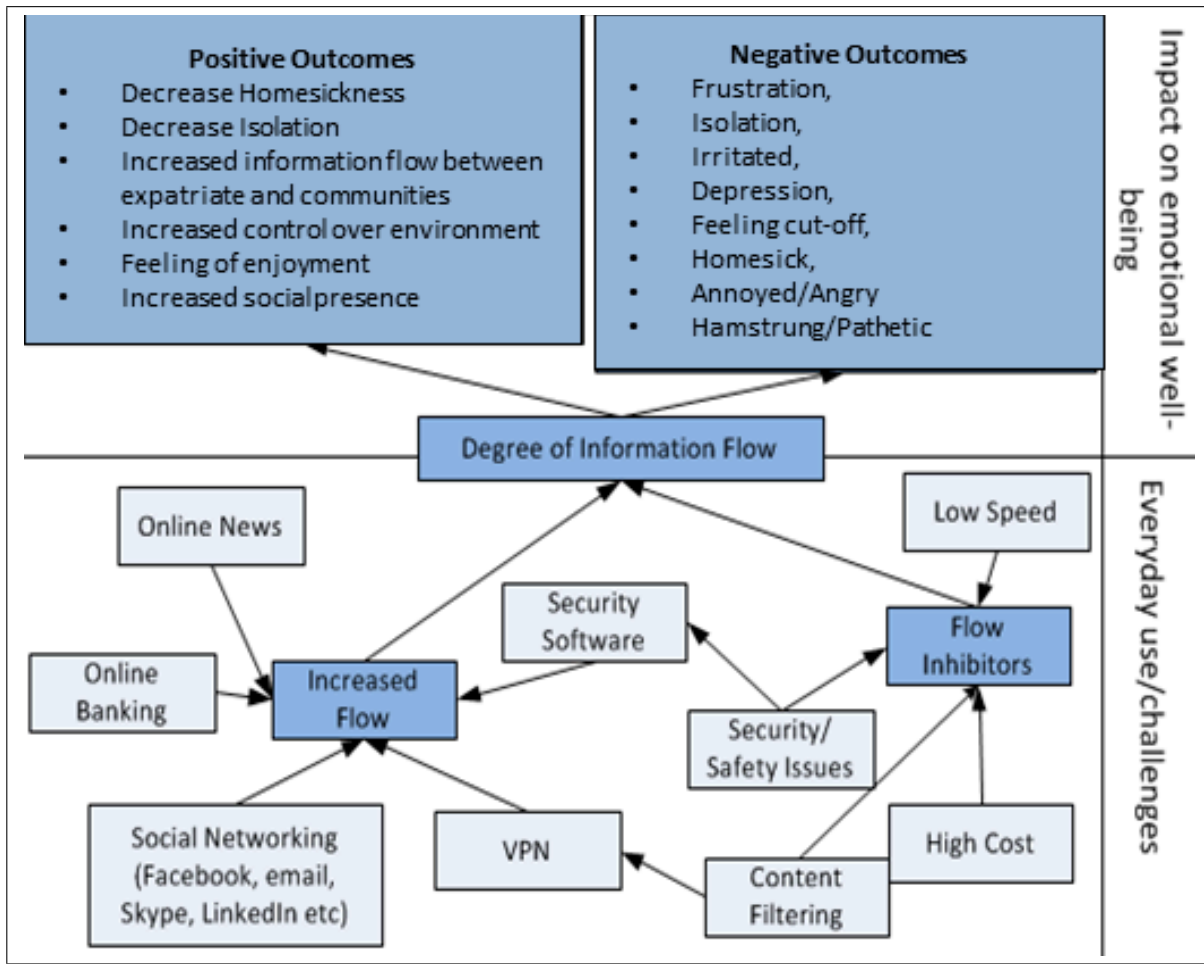 Positive Outcomes
• Decrease Homesickness
• Decrease Isolation
• Increased information flow between
expatriate and communities
• Increased control over environment
• Feeling of enjoyment
• Increased social presence
Negative Outcomes
• Frustration,
• Isolation,
• Irritated,
• Depression,
• Feeling cut-off,
• Homesick,
• Annoyed/Angry
• Hamstrung/Pathetic
Impact on emotional well-
being
Degree of Information Flow
Everyday use/challenges
Online News
Low Speed
Security
Software
Flow
Inhibitors
Online
Banking
Increased
Flow
Security/
Safety Issues
Social Networking
(Facebook, email,
Skype, LinkedIn etc)
VPN
Content
Filtering
High Cost